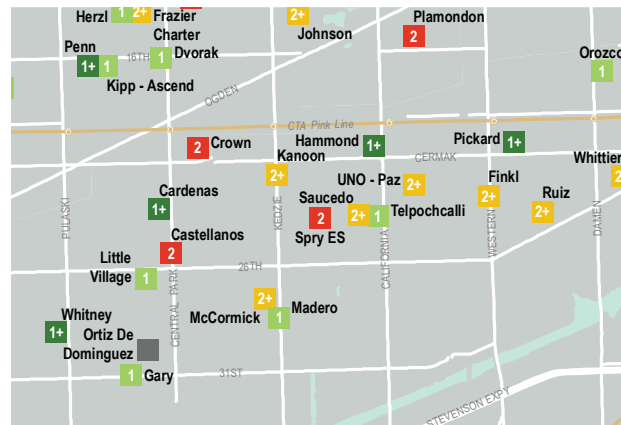 Herzl
1
2+
Frazier
Charter
2
2+
Johnson
Plamondon
2
Penn
1+
1
16TH
1
Dvorak
Kipp - Ascend
OGDEN
Orozco
1
CTA Pink Line
2
Crown
Hammond
1+
CERMAK
Pickard
1+
Kanoon
2+
UNO - Paz
2+
Finkl
2+
Whittier
2+
Ruiz
2+
Cardenas
1+
Saucedo
2
Spry ES
2+
1
Telpochcalli
PULASKI
KEDZIE
CALIFORNIA
WESTERN
DAMEN
Castellanos
2
26TH
Little
Village
1
CENTRAL PARK
2+
McCormick
1
Madero
Whitney
1+
Ortiz De
Dominguez
1
Gary
31ST
STEVENSON EXPY